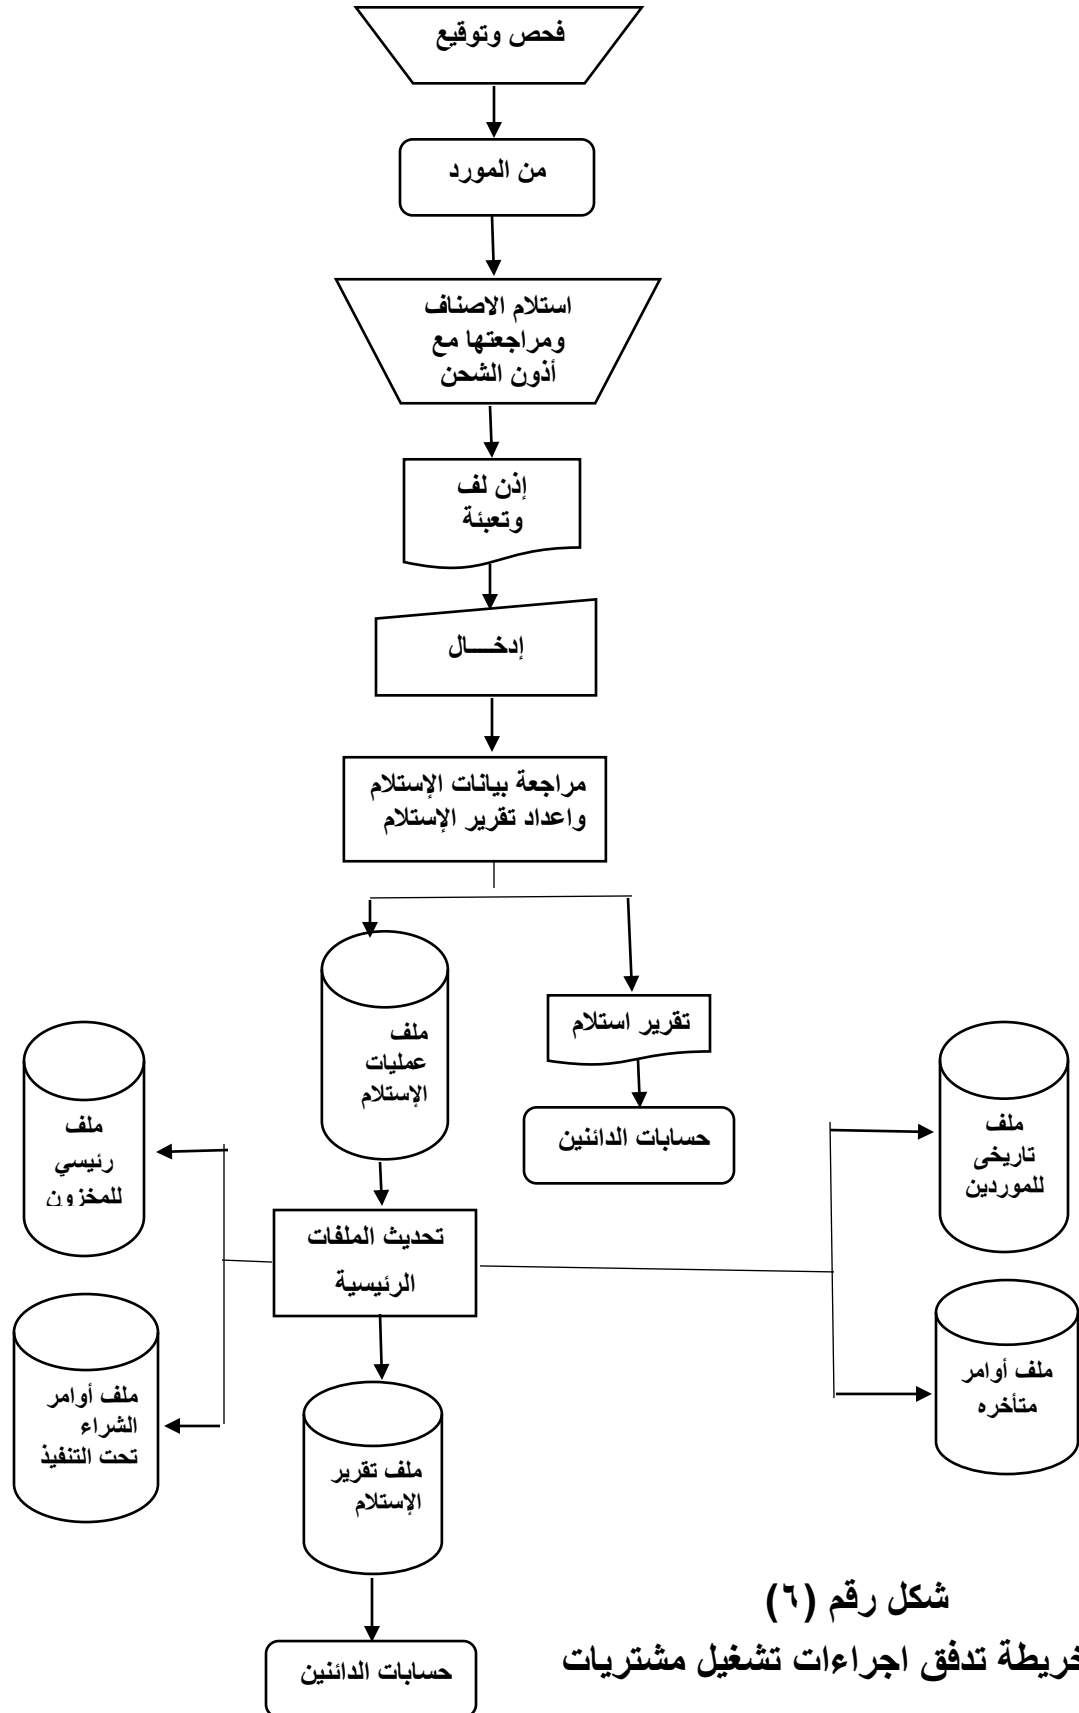 فحص وتوقيع
من المورد
استلام الاصناف
ومراجعتها مع
أذون الشحن
إذن لف
وتعبئة
إدخـــــال
مراجعة بيانات الإستلام
واعداد تقرير الإستلام
ملف
عمليات
الإستلام
تقرير استلام
حسابات الدائنين
ملف
رئيسي
للمخزون
ملف
تاريخى
للموردين
تحديث الملفات
الرئيسية
ملف أوامر
الشراء
تحت التنفيذ
ملف أوامر
متأخره
ملف تقرير
الإستلام
حسابات الدائنين
شكل رقم (٦)
خريطة تدفق اجراءات تشغيل مشتريات